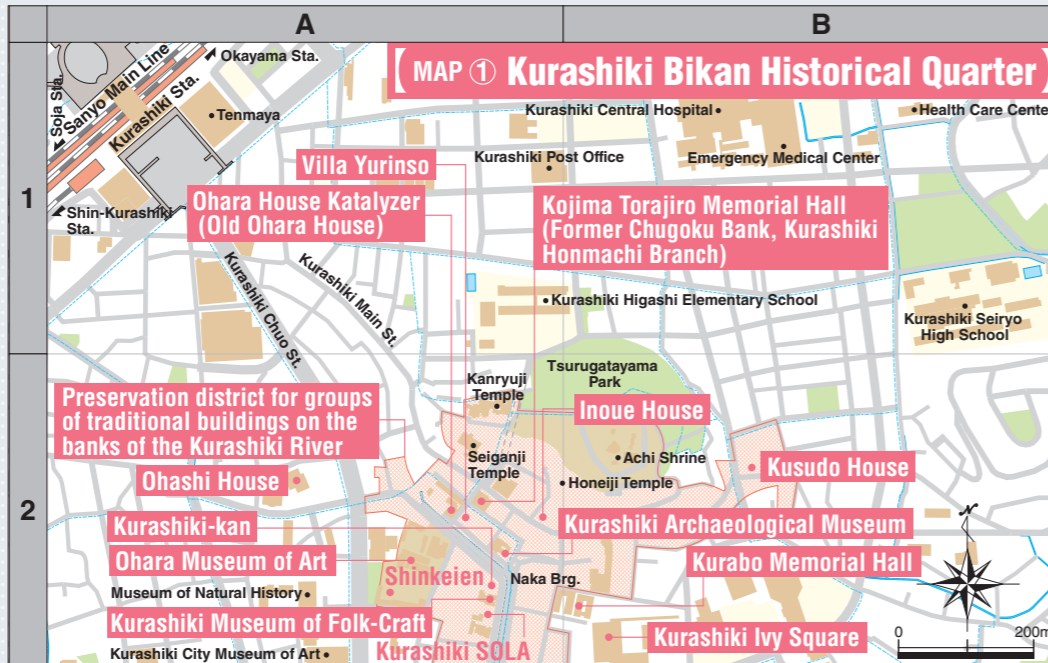 A
B
【MAP ① Kurashiki Bikan Historical Quarter】
Okayama Sta.
Soja Sta.
Sanyo Main Line
Kurashiki Sta.
Tenmaya
Kurashiki Central Hospital
Health Care Cente
Emergency Medical Center
Kurashiki Post Office
Villa Yurinso
1
Shin-Kurashiki
Sta.
Ohara House Katalyzer
(Old Ohara House)
Kojima Torajiro Memorial Hall
(Former Chugoku Bank, Kurashiki
Honmachi Branch)
Kurashiki Chuo St.
Kurashiki Main St.
Kurashiki Higashi Elementary School
Kurashiki Seiryo
High School
Tsurugatayama
Park
Kanryuji
Temple
Preservation district for groups
of traditional buildings on the
banks of the Kurashiki River
Inoue House
Seiganji
Temple
Achi Shrine
Kusudo House
Ohashi House
Honeiji Temple
2
Kurashiki-kan
Kurashiki Archaeological Museum
N
Ohara Museum of Art
Shinkeien
Naka Brg.
Kurabo Memorial Hall
Museum of Natural History
Kurashiki Museum of Folk-Craft
Kurashiki Ivy Square
0
200m
Kurashiki City Museum of Art
Kurashiki SOLA